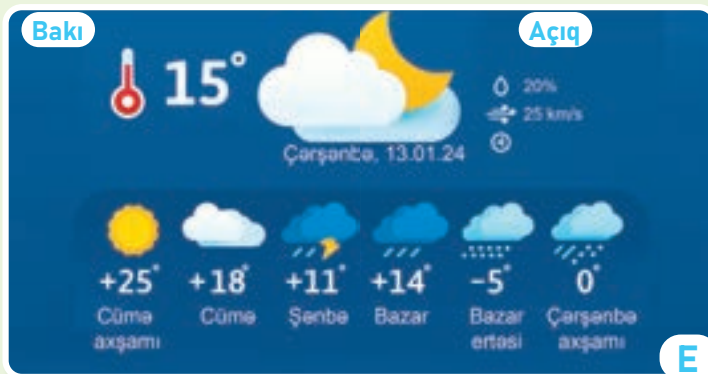 Bakı
Açıq
15°
20%
25 km/s
Çərşənbə, 13.01.24
+25° +18° +11° +14° -5° 0°
Cümə axşamı
Cümə
Şənbə
Bazar
Bazar ertəsi
Çərşənbə axşamı
E